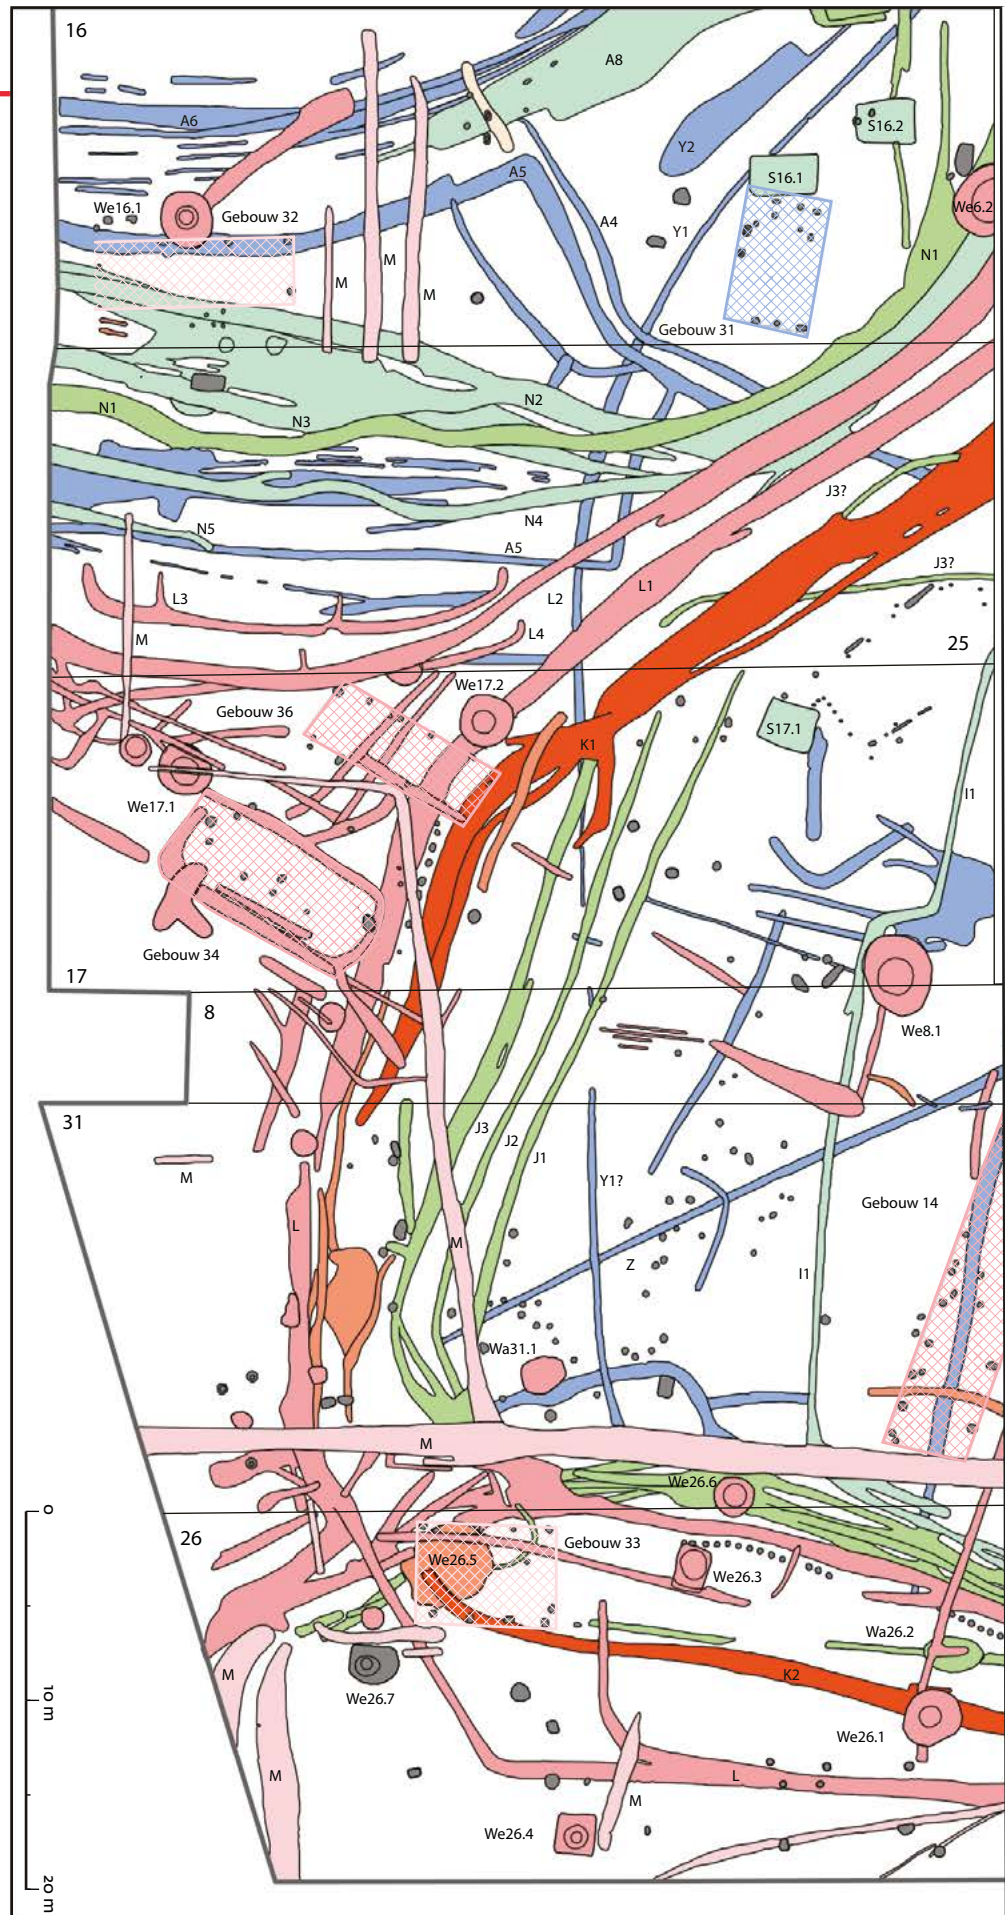 16
A8
A6
S16.2
Y2
A5
S16.1
We16.1
Gebouw 32
We6.2
A4
Y1
N1
M
M
M
Gebouw 31
N1
N2
N3
J3?
N4
N5
A5
J3?
L1
L3
L2
L4
M
25
We17.2
Gebouw 36
S17.1
K1
I1
We17.1
Gebouw 34
17
8
We8.1
31
J3
J2
J1
M
Y1?
Gebouw 14
L
M
Z
I1
Wa31.1
M
We26.6
0
26
Gebouw 33
We26.5
We26.3
Wa26.2
M
K2
We26.7
10 m
We26.1
M
L
M
We26.4
20 m